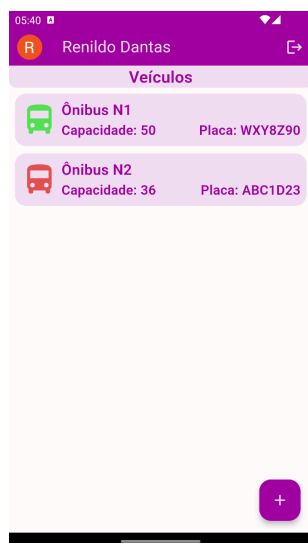 05:40 A
R Renildo Dantas
Veículos
Ônibus N1
Capacidade: 50 Placa: WXY8Z90
Ônibus N2
Capacidade: 36 Placa: ABC1D23
+